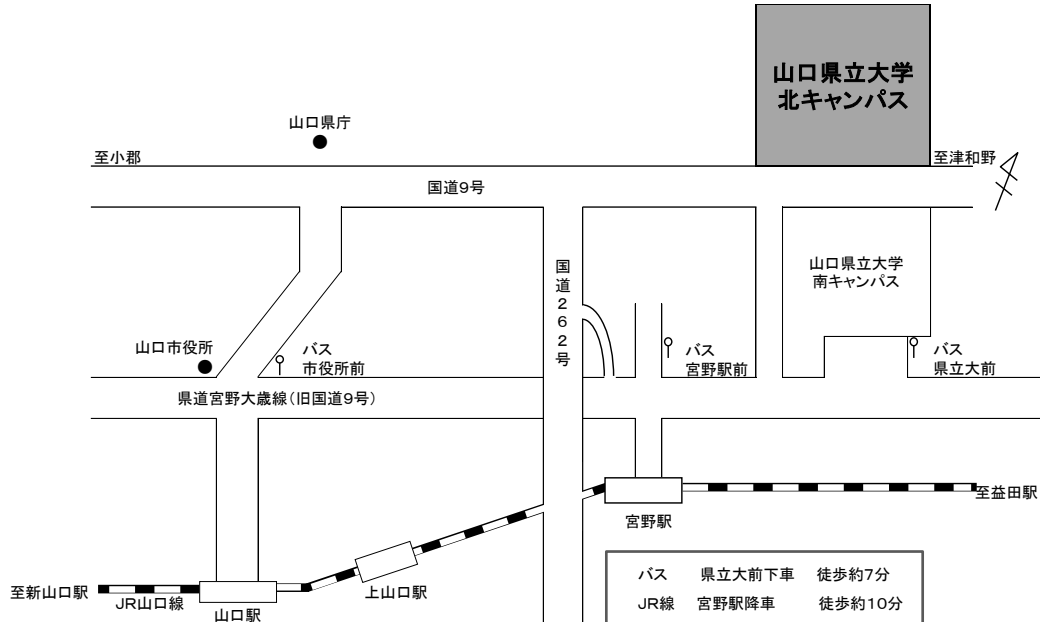 山口県立大学
北キャンパス
山口県庁
至小郡
至津和野
国道9号
国道262号
山口県立大学
南キャンパス
山口市役所
バス
市役所前
バス
宮野駅前
バス
県立大前
県道宮野大歳線(旧国道9号)
至益田駅
宮野駅
至新山口駅
JR山口線
山口駅
上山口駅
バス 県立大前下車 徒歩約7分
JR線 宮野駅降車 徒歩約10分